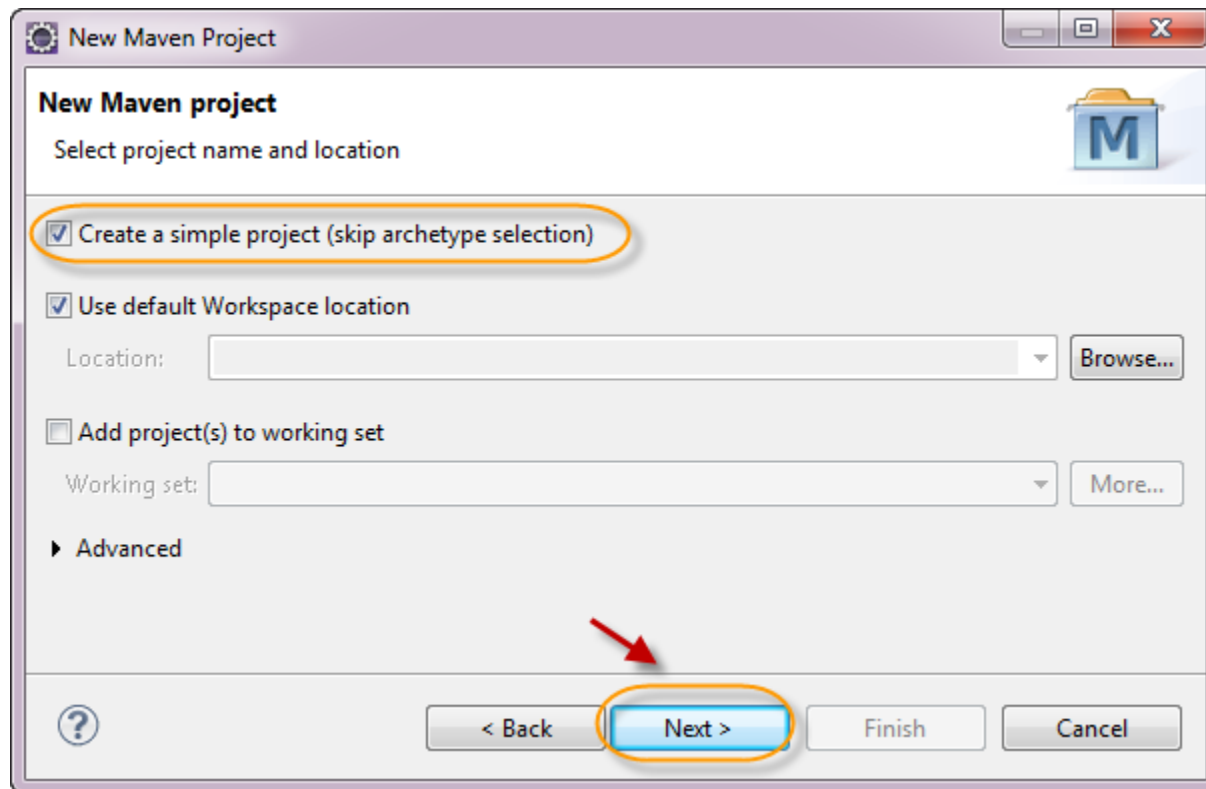 New Maven Project
New Maven project
Select project name and location
M
Create a simple project (skip archetype selection)
Use default Workspace location
Location:
Browse...
Add project(s) to working set
Working set:
More...
Advanced
?
< Back
Next >
Finish
Cancel